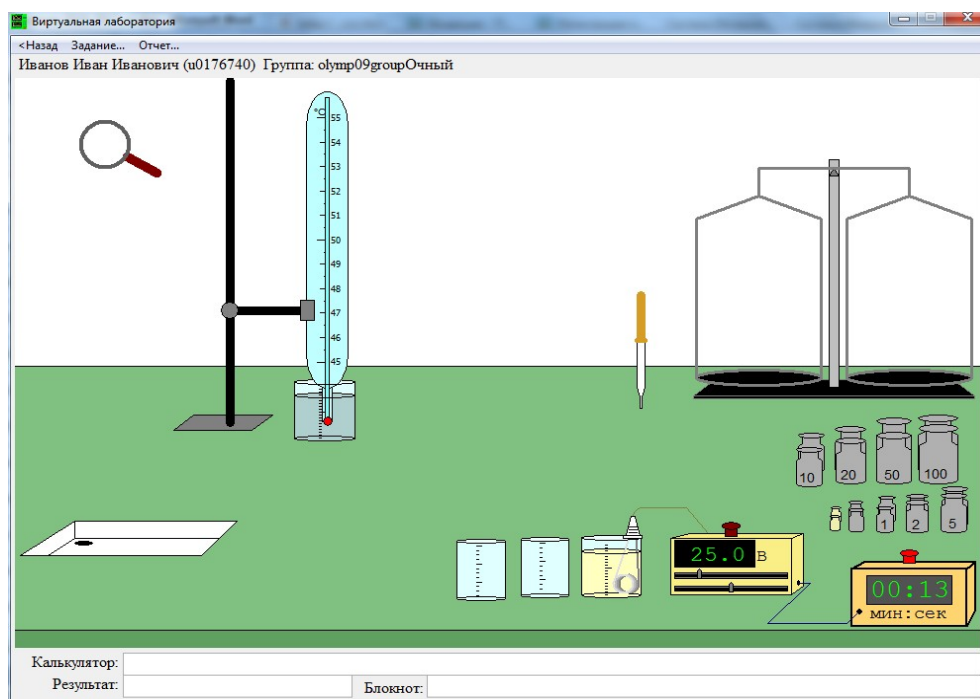 Виртуальная лаборатория
<Назад Задание... Отчет...
Иванов Иван Иванович (u0176740) Группа: olymp09groupОчный
°C
55
54
53
52
51
50
49
48
47
46
45
10 20 50 100
1 2 5
25.0 В
00:13
мин:сек
Калькулятор:
Результат:
Блокнот: